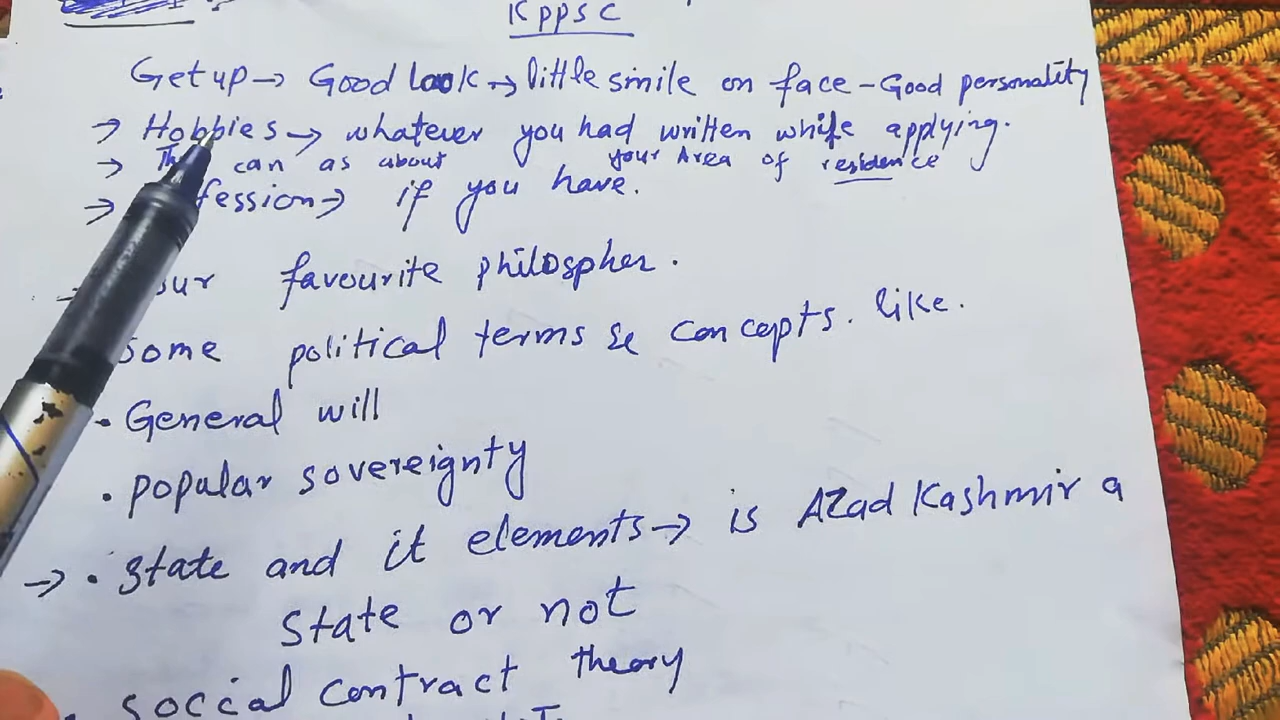 KPPSC
Getup → Good look → little smile on face - Good personality
→ Hobbies → whatever you had written while applying.
→ can as about your Area of residence
→ fession → if you have.
favourite philospher.
Some political terms & concepts. like.
• General will
• popular sovereignty
→ • State and it elements → is Azad Kashmir a
State or not
• social contract theory